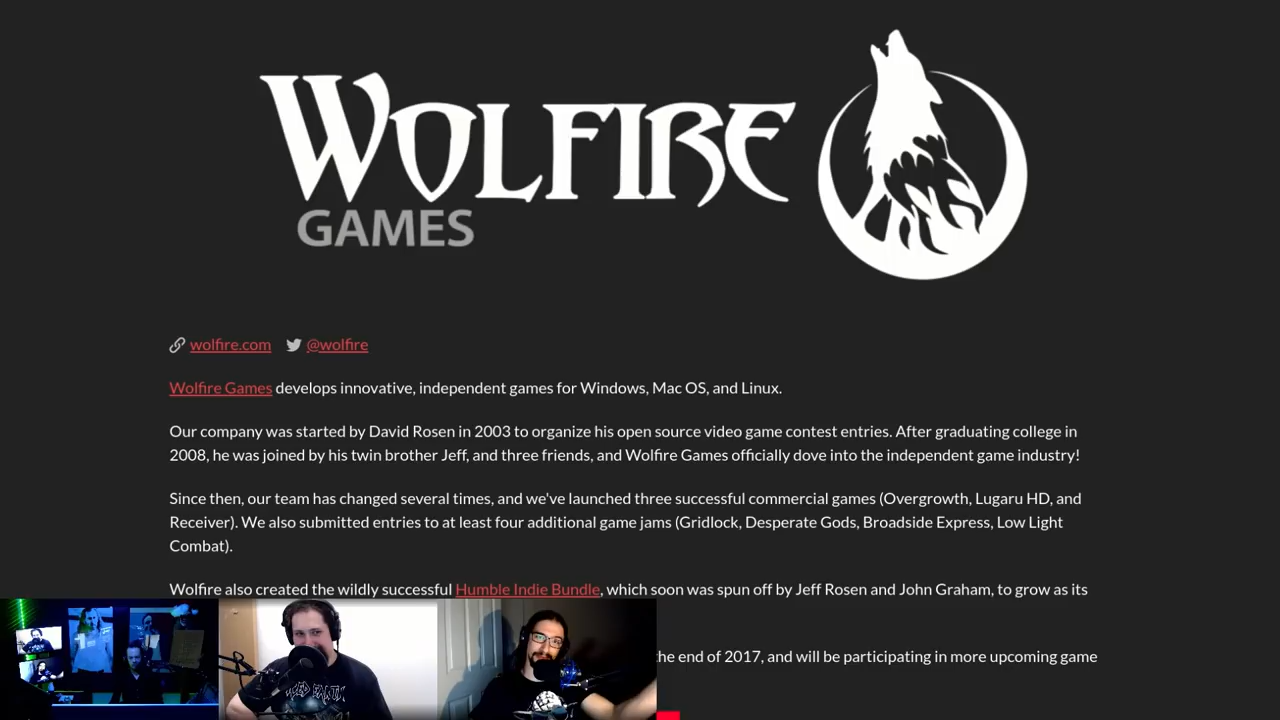 WOLFIRE
GAMES
wolfire.com @wolfire
Wolfire Games develops innovative, independent games for Windows, Mac OS, and Linux.
Our company was started by David Rosen in 2003 to organize his open source video game contest entries. After graduating college in
2008, he was joined by his twin brother Jeff, and three friends, and Wolfire Games officially dove into the independent game industry!
Since then, our team has changed several times, and we've launched three successful commercial games (Overgrowth, Lugaru HD, and
Receiver). We also submitted entries to at least four additional game jams (Gridlock, Desperate Gods, Broadside Express, Low Light
Combat).
Wolfire also created the wildly successful Humble Indie Bundle, which soon was spun off by Jeff Rosen and John Graham, to grow as its
the end of 2017, and will be participating in more upcoming game